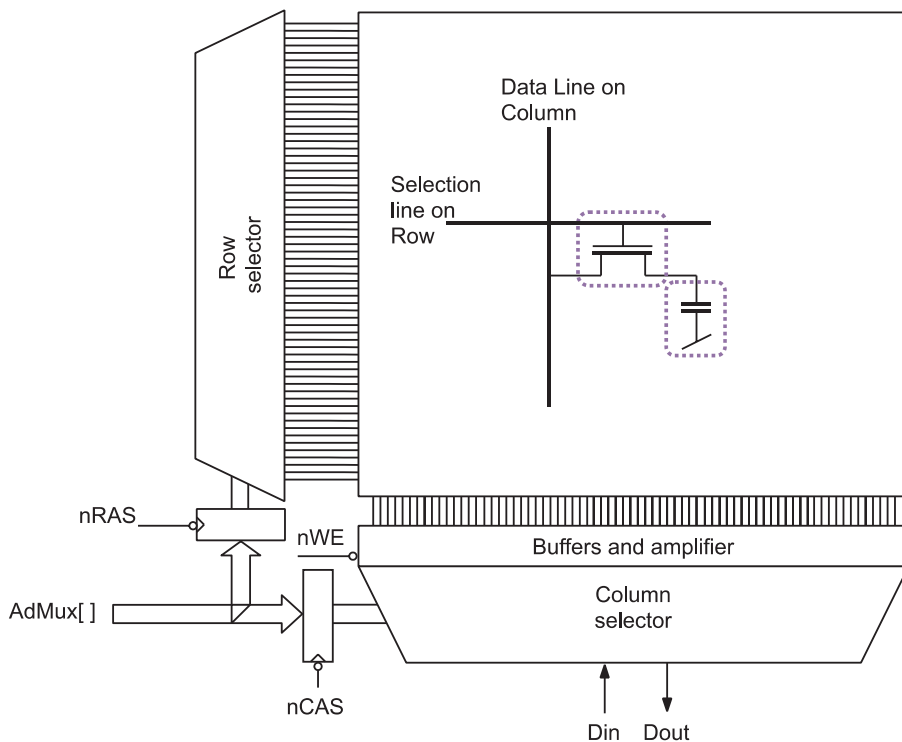 Data Line on
Column
Selection
line on
Row
Row
selector
nRAS
nWE
Buffers and amplifier
AdMux[ ]
Column
selector
nCAS
Din
Dout